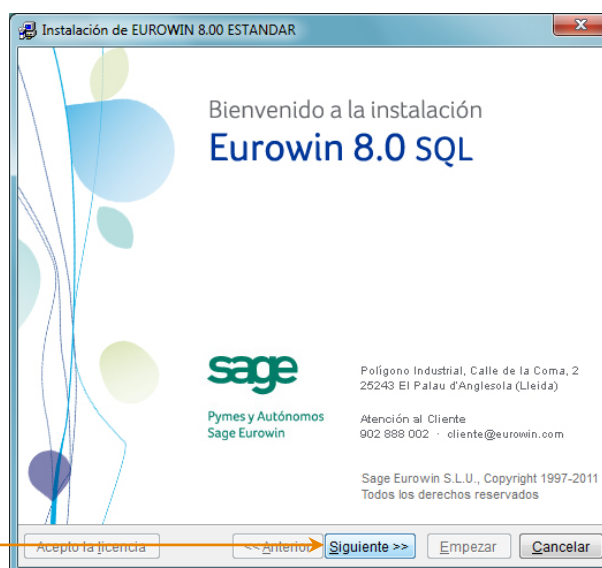 Instalación de EUROWIN 8.00 ESTANDAR
Bienvenido a la instalación
Eurowin 8.0 SQL
sage
Pymes y Autónomos
Sage Eurowin
Polígono Industrial, Calle de la Coma, 2
25243 El Palau d'Anglesola (Lleida)
Atención al Cliente
902 888 002 · cliente@eurowin.com
Sage Eurowin S.L.U., Copyright 1997-2011
Todos los derechos reservados
Acepto la licencia << Anterior Siguiente >> Empezar Cancelar